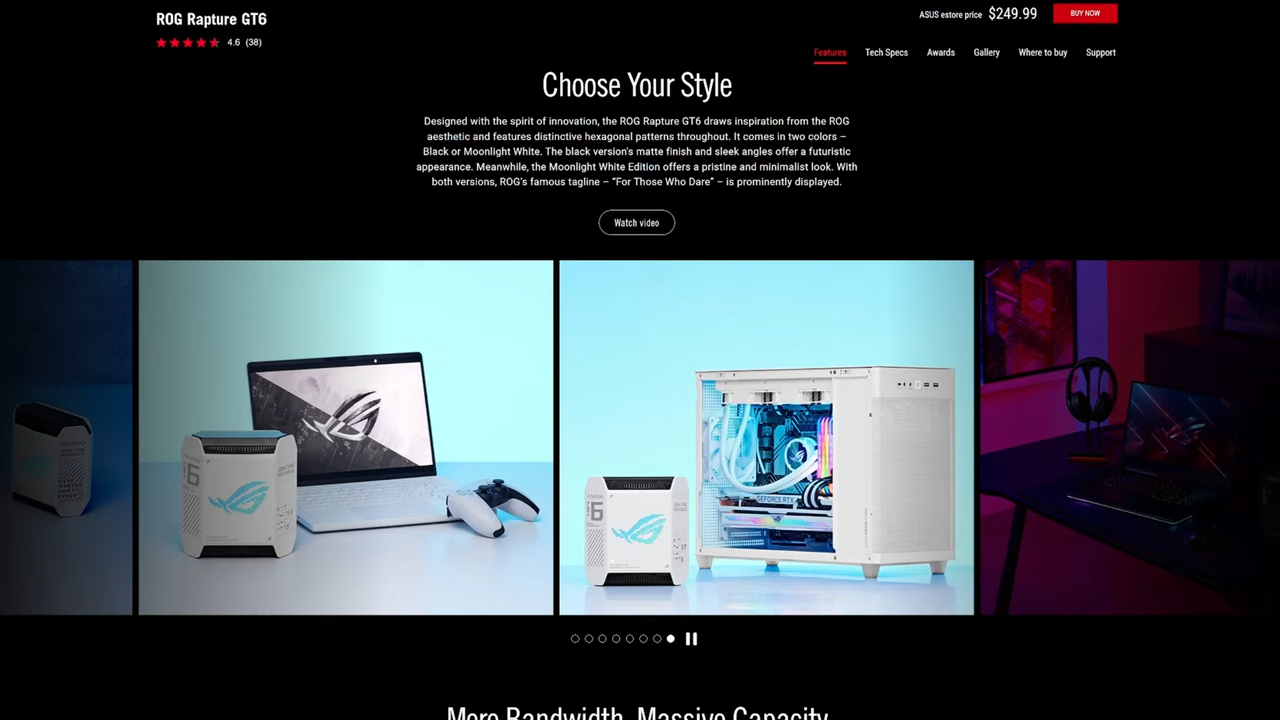 ROG Rapture GT6
ASUS estore price $249.99 BUY NOW
4.6 (38)
Features Tech Specs Awards Gallery Where to buy Support
Choose Your Style
Designed with the spirit of innovation, the ROG Rapture GT6 draws inspiration from the ROG
aesthetic and features distinctive hexagonal patterns throughout. It comes in two colors –
Black or Moonlight White. The black version's matte finish and sleek angles offer a futuristic
appearance. Meanwhile, the Moonlight White Edition offers a pristine and minimalist look. With
both versions, ROG's famous tagline – “For Those Who Dare” – is prominently displayed.
Watch video
GEFORCE RTX
6
6
More Bandwidth, Massive Capacity